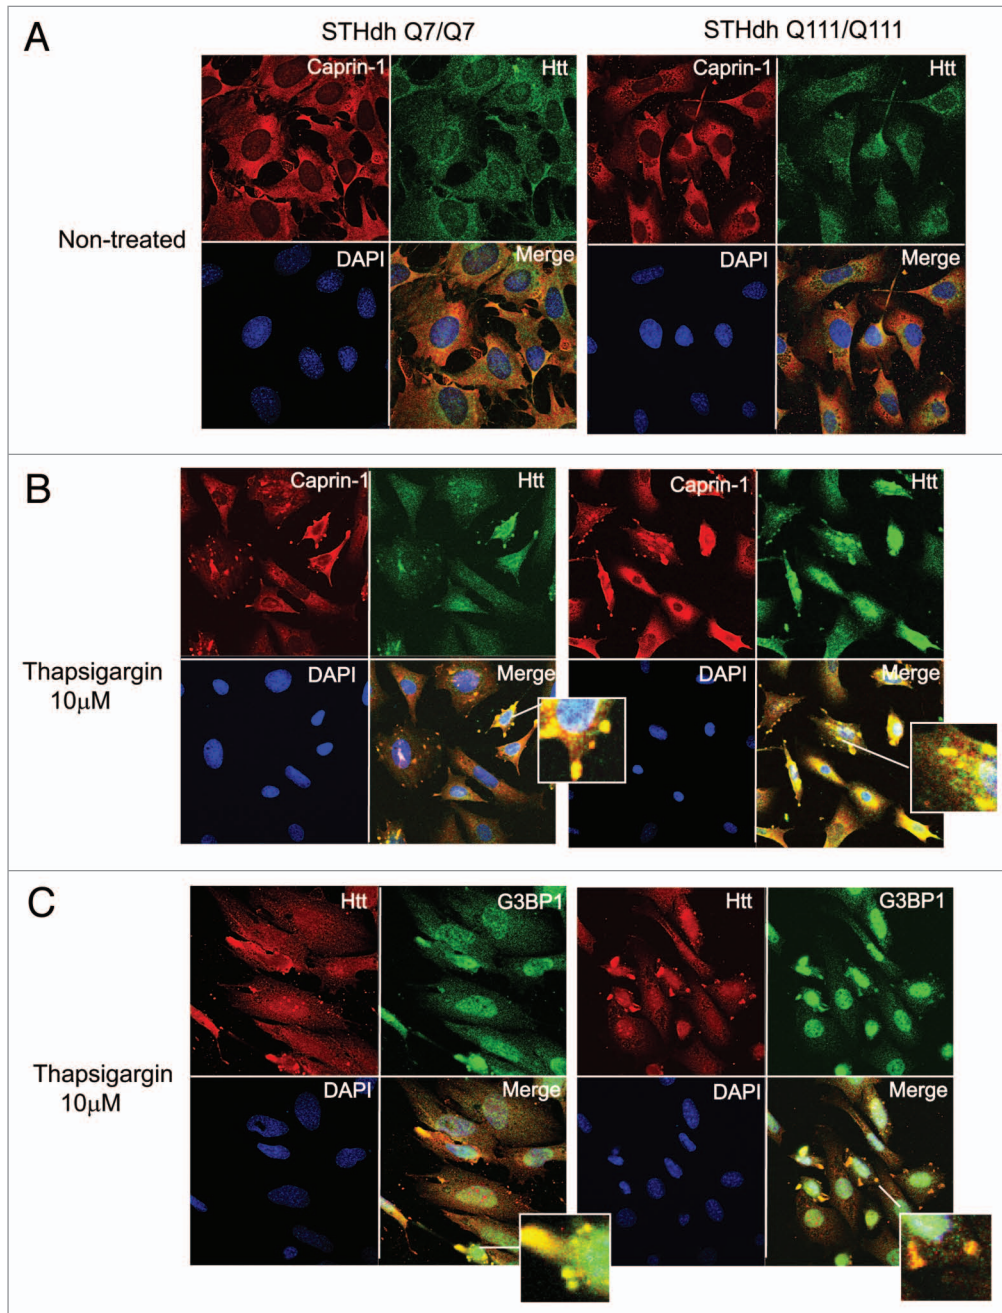 A
STHdh Q7/Q7
STHdh Q111/Q111
Caprin-1
Htt
Caprin-1
Htt
Non-treated
DAPI
Merge
DAPI
Merge
B
Caprin-1
Htt
Caprin-1
Htt
Thapsigargin
10μM
DAPI
Merge
DAPI
Merge
C
Htt
G3BP1
Htt
G3BP1
Thapsigargin
10μM
DAPI
Merge
DAPI
Merge